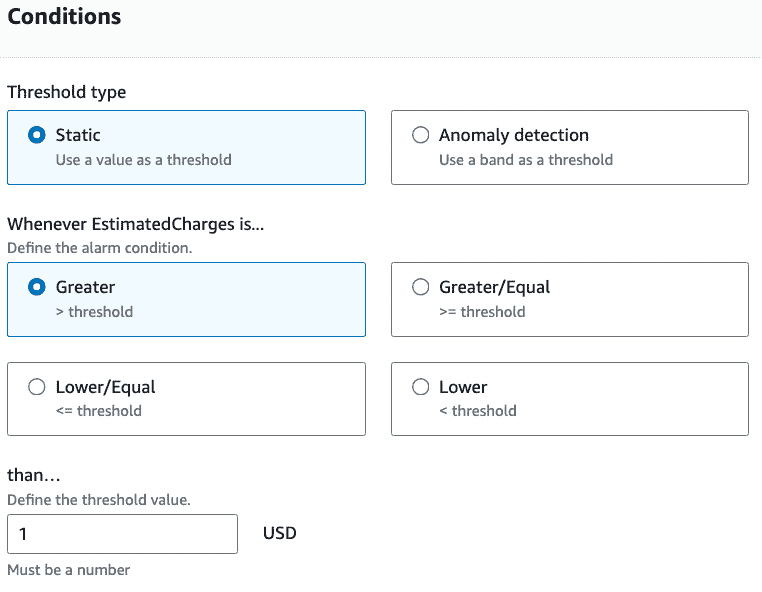 Conditions
Threshold type
Static
Use a value as a threshold
Anomaly detection
Use a band as a threshold
Whenever EstimatedCharges is...
Define the alarm condition.
Greater
> threshold
Greater/Equal
>= threshold
Lower/Equal
<= threshold
Lower
< threshold
than...
Define the threshold value.
1
USD
Must be a number